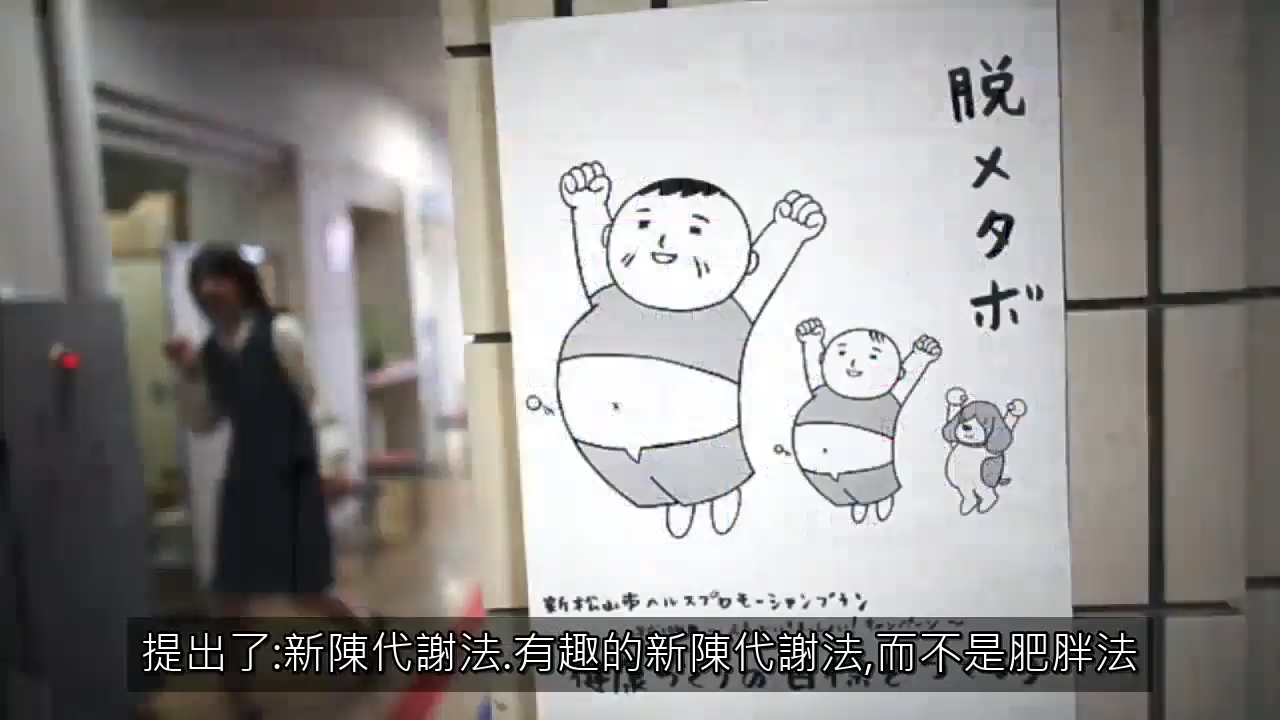 脱メタボ
新松山市ヘルスプロモーションプラン
提出了:新陳代謝法.有趣的新陳代謝法,而不是肥胖法